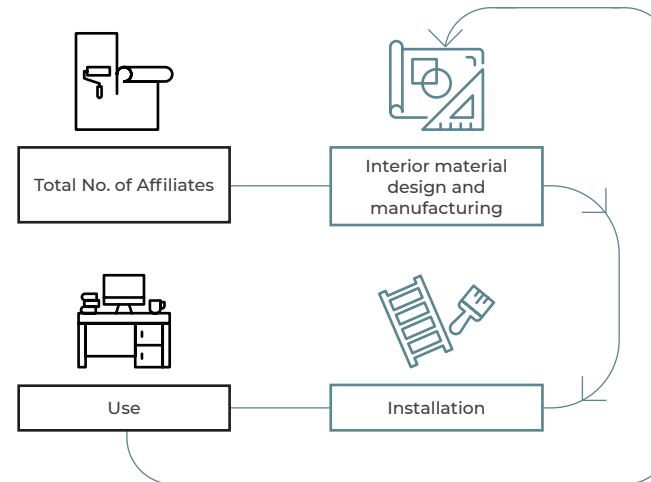 Total No. of Affiliates
Interior material
design and
manufacturing
Use
Installation